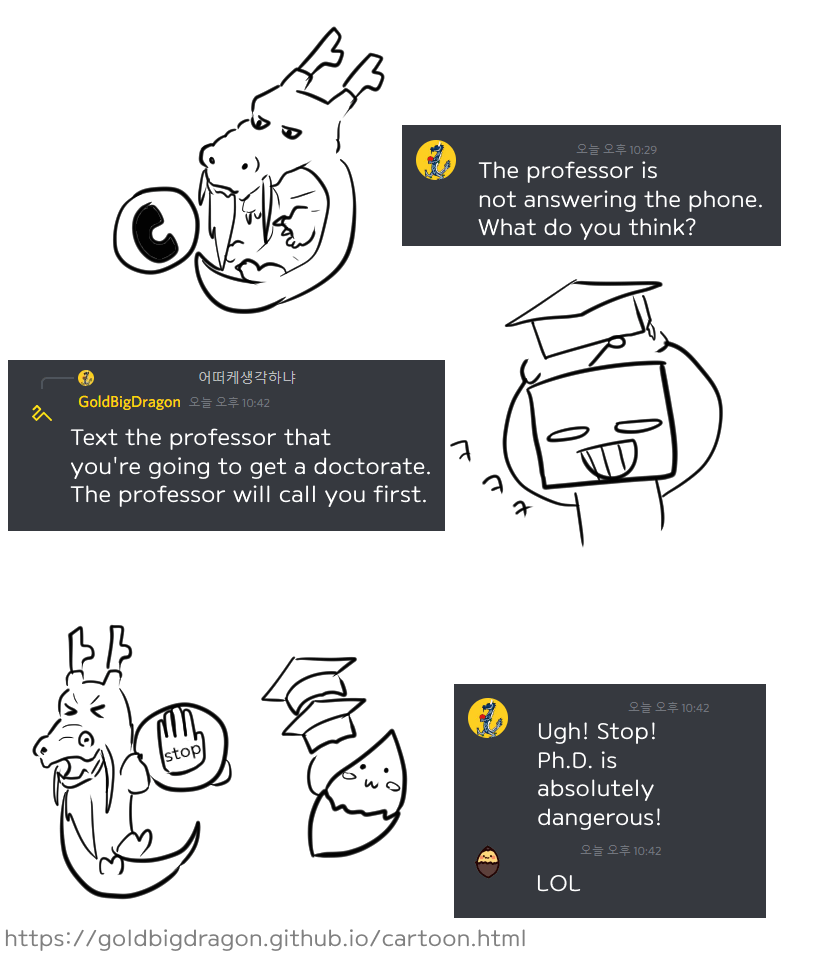 오늘 오후 10:29
The professor is
not answering the phone.
What do you think?
어떠케생각하냐
GoldBigDragon 오늘 오후 10:42
Text the professor that
you're going to get a doctorate.
The professor will call you first.
ㅋ
ㅋ
ㅋ
stop
오늘 오후 10:42
Ugh! Stop!
Ph.D. is
absolutely
dangerous!
오늘 오후 10:42
LOL
https://goldbigdragon.github.io/cartoon.html